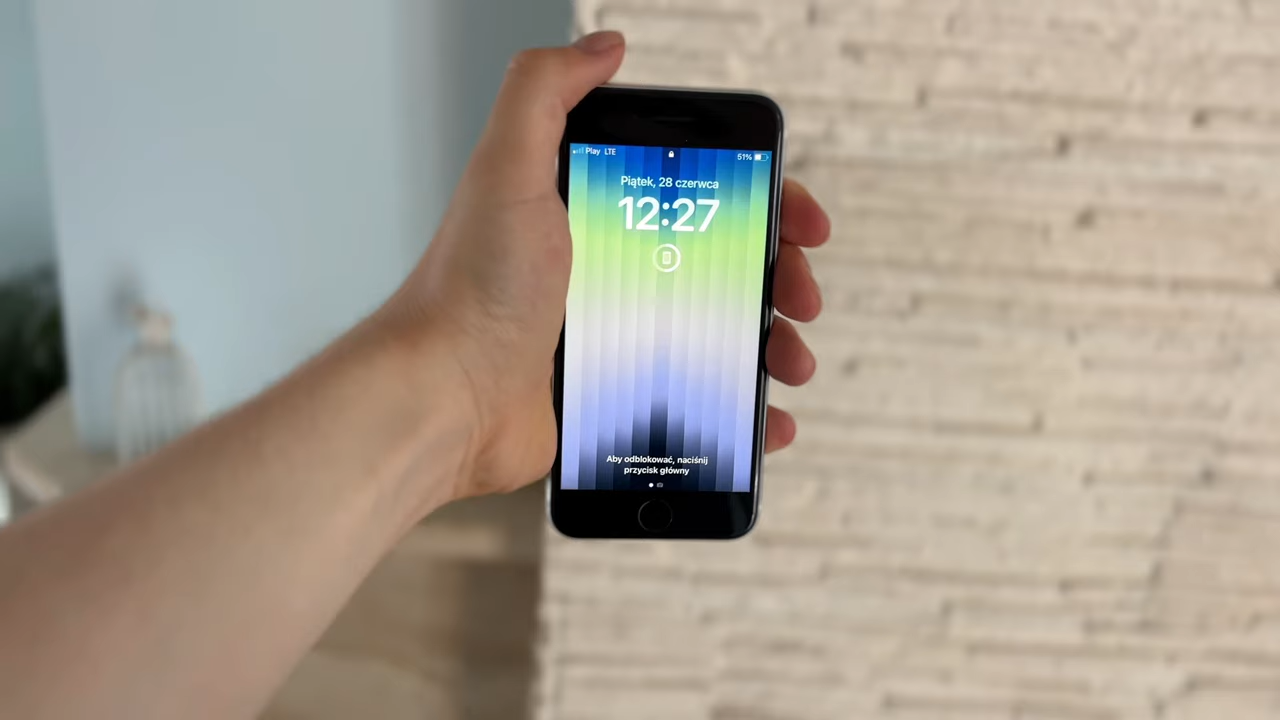 Play LTE 51%
Piątek, 28 czerwca
12:27
Aby odblokować, naciśnij
przycisk główny